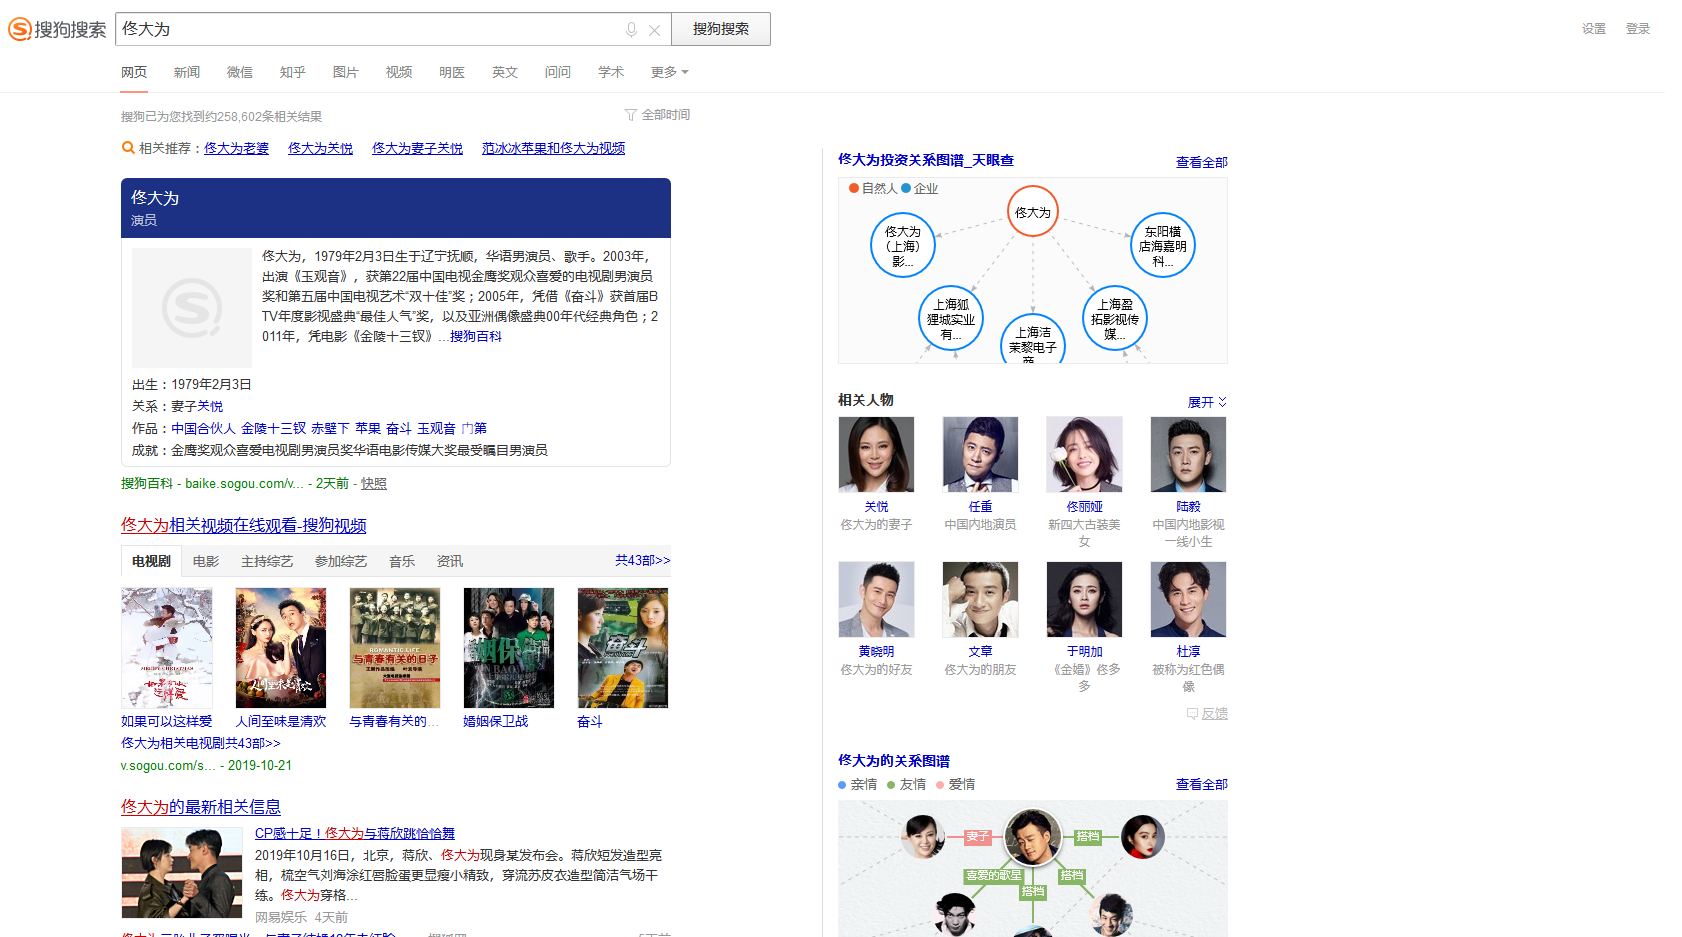 搜狗搜索
佟大为
搜狗搜索
设置
登录
网页 新闻 微信 知乎 图片 视频 明医 英文 问问 学术 更多
搜狗已为您找到约258,602条相关结果
全部时间
相关推荐：佟大为老婆 佟大为关悦 佟大为妻子关悦 范冰冰苹果和佟大为视频
佟大为
演员
佟大为，1979年2月3日生于辽宁抚顺，华语男演员、歌手。2003年，
出演《玉观音》，获第22届中国电视金鹰奖观众喜爱的电视剧男演员
奖和第五届中国电视艺术“双十佳”奖；2005年，凭借《奋斗》获首届B
TV年度影视盛典“最佳人气”奖，以及亚洲偶像盛典00年代经典角色；2
011年，凭电影《金陵十三钗》...搜狗百科
出生：1979年2月3日
关系：妻子关悦
作品：中国合伙人 金陵十三钗 赤壁下 苹果 奋斗 玉观音 门第
成就：金鹰奖观众喜爱电视剧男演员奖华语电影传媒大奖最受瞩目男演员
搜狗百科 - baike.sogou.com/v... - 2天前 - 快照
佟大为相关视频在线观看-搜狗视频
电视剧 电影 主持综艺 参加综艺 音乐 资讯 共43部>>
MERRY CHRISTMAS
人间至味是清欢
ROMANTIC LIFE
与青春有关的日子
奋斗
如果可以这样爱 人间至味是清欢 与青春有关的... 婚姻保卫战 奋斗
佟大为相关电视剧共43部>>
v.sogou.com/s... - 2019-10-21
佟大为的最新相关信息
CP感十足！佟大为与蒋欣跳恰恰舞
2019年10月16日，北京，蒋欣、佟大为现身某发布会。蒋欣短发造型亮
相，梳空气刘海涂红唇脸蛋更显瘦小精致，穿流苏皮衣造型简洁气场干
练。佟大为穿格...
网易娱乐 4天前
佟大为投资关系图谱_天眼查
查看全部
自然人 企业
佟大为
佟大为
（上海）
影...
东阳横
店海嘉明
科...
上海狐
狸城实业
有...
上海洁
茉黎电子
商
上海盈
拓影视传
媒...
相关人物
展开
关悦 任重 佟丽娅 陆毅
佟大为的妻子 中国内地演员 新四大古装美
女 中国内地影视
一线小生
黄晓明 文章 于明加 杜淳
佟大为的好友 佟大为的朋友 《金婚》佟多
多 被称为红色偶
像
反馈
佟大为的关系图谱
亲情 友情 爱情
查看全部
妻子 搭档
喜爱的歌星 搭档
搭档